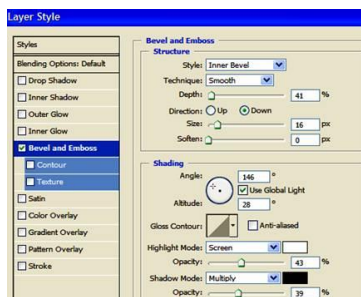 Layer Style
Styles
Blending Options: Default
Drop Shadow
Inner Shadow
Outer Glow
Inner Glow
Bevel and Emboss
Contour
Texture
Satin
Color Overlay
Gradient Overlay
Pattern Overlay
Stroke
Bevel and Emboss
Structure
Style: Inner Bevel
Technique: Smooth
Depth: 41 %
Direction: Up Down
Size: 16 px
Soften: 0 px
Shading
Angle: 146 °
Use Global Light
Altitude: 28 °
Gloss Contour: Anti-aliased
Highlight Mode: Screen
Opacity: 43 %
Shadow Mode: Multiply
Opacity: 39 %